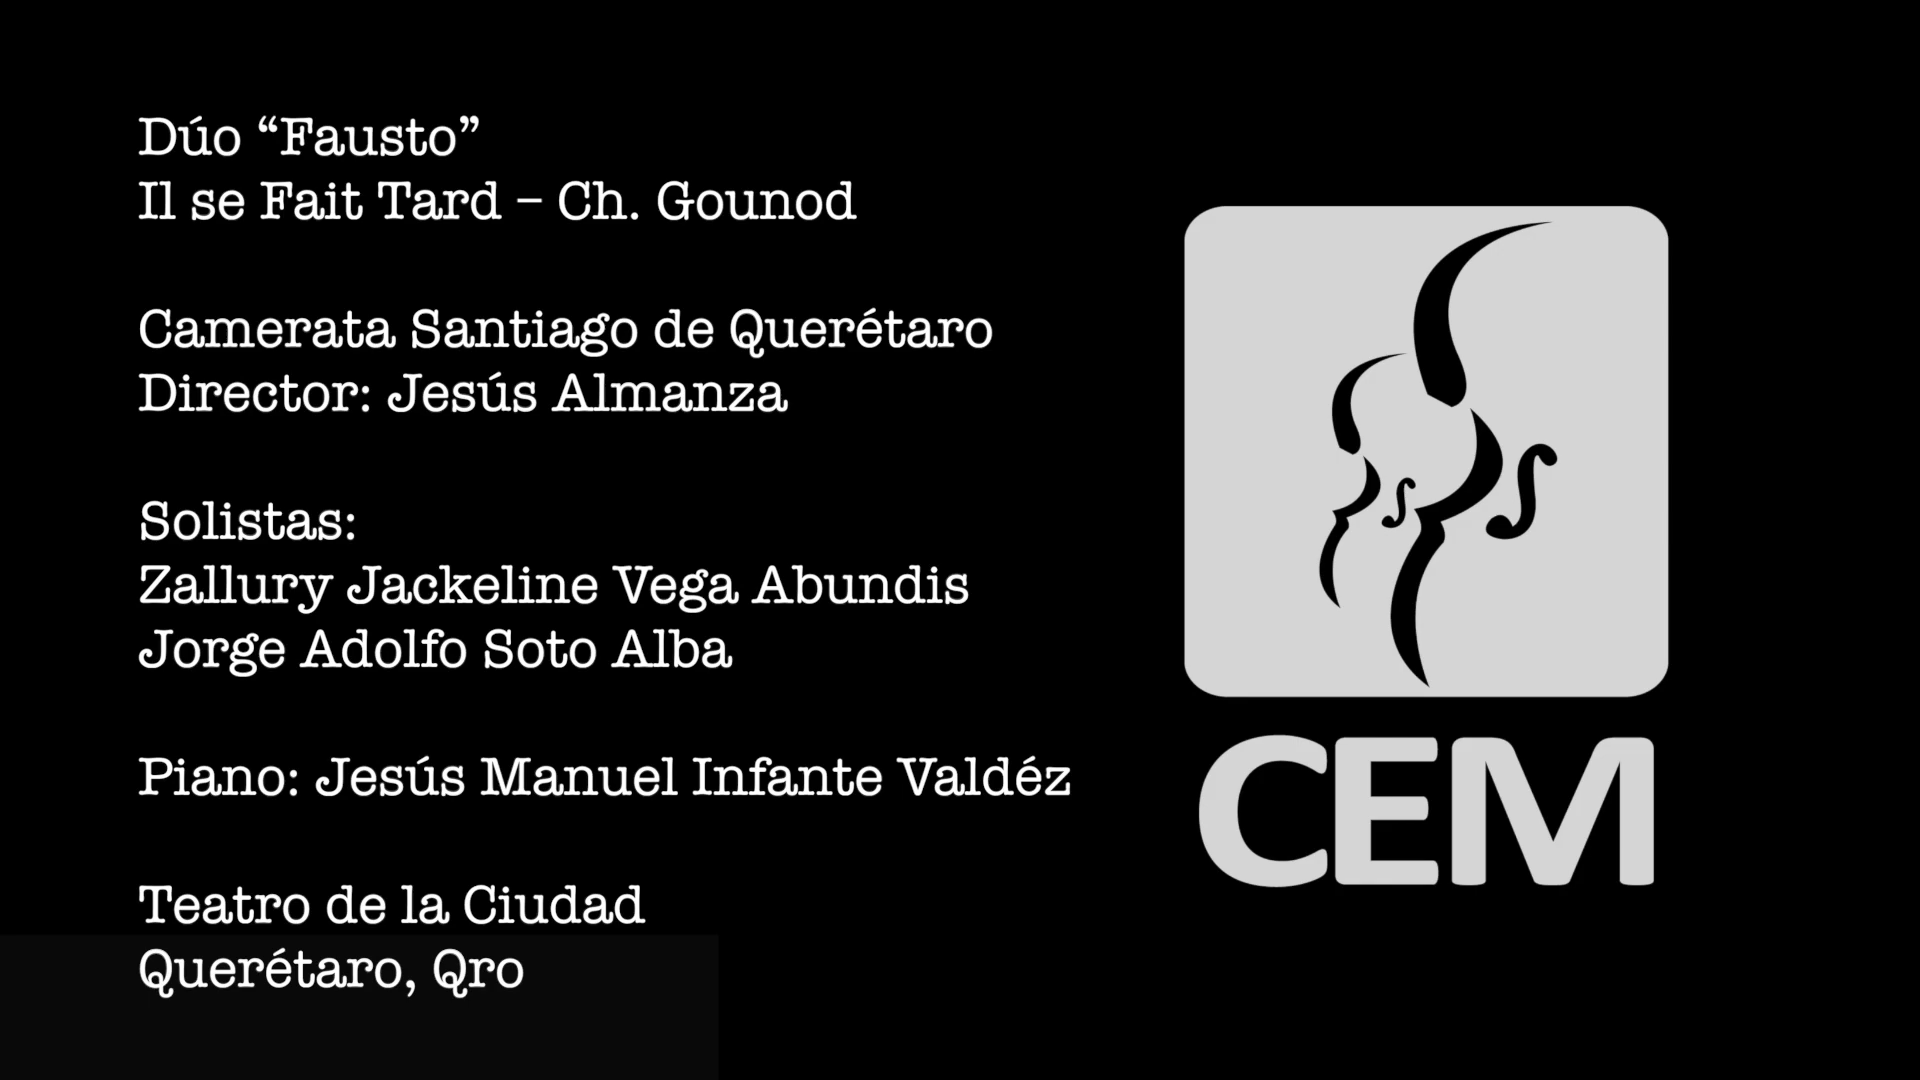 Dúo “Fausto”
Il se Fait Tard – Ch. Gounod
Camerata Santiago de Querétaro
Director: Jesús Almanza
Solistas:
Zallury Jackeline Vega Abundis
Jorge Adolfo Soto Alba
Piano: Jesús Manuel Infante Valdéz
Teatro de la Ciudad
Querétaro, Qro
CEM